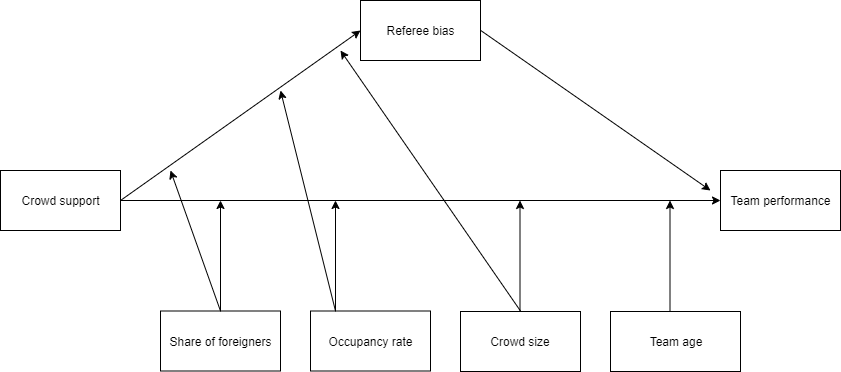 Referee bias
Crowd support
Team performance
Share of foreigners
Occupancy rate
Crowd size
Team age